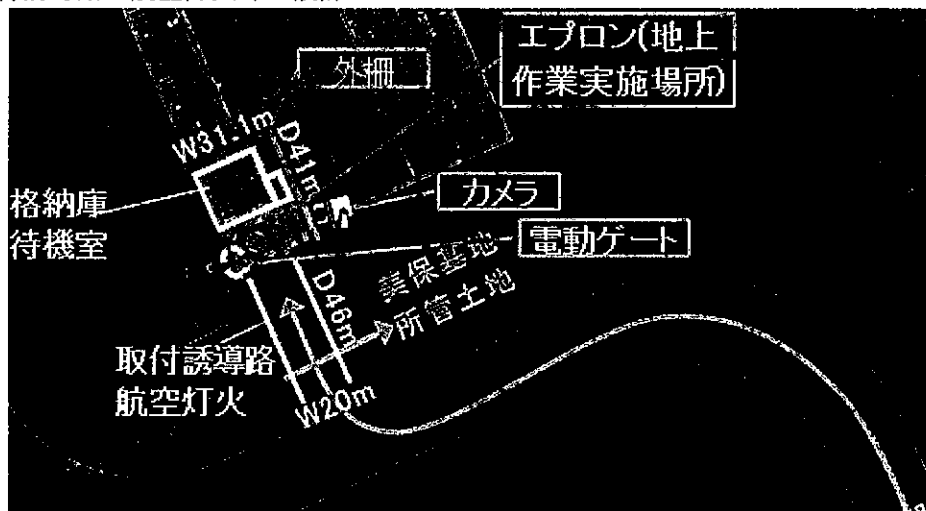 エプロン(地上
作業実施場所)
外柵
W31.1m
D41m
格納庫
待機室
カメラ
電動ゲート
美保基地
所管土地
D46m
取付誘導路
航空灯火
W20m